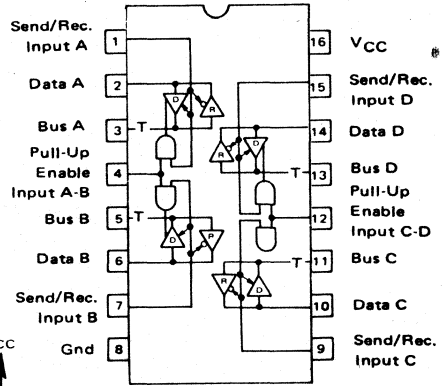 Send/Rec.
Input A
1
16
VCC
Data A
2
15
Send/Rec.
Input D
D
R
Bus A
3
T
14
Data D
R
D
Pull-Up
Enable
Input A-B
4
T
13
Bus D
Pull-Up
Enable
Input C-D
12
Bus B
5
T
D
P
T
11
Bus C
Data B
6
R
D
10
Data C
Send/Rec.
Input B
7
Gnd
8
9
Send/Rec.
Input C
CC